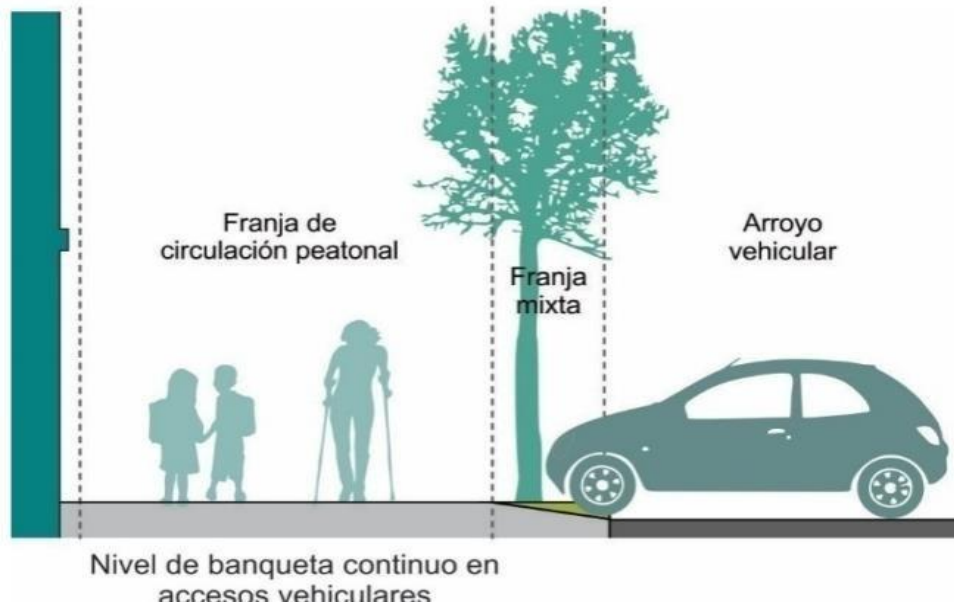 Franja de
circulación peatonal
Franja
mixta
Arroyo
vehicular
Nivel de banqueta continuo en
accesos vehiculares